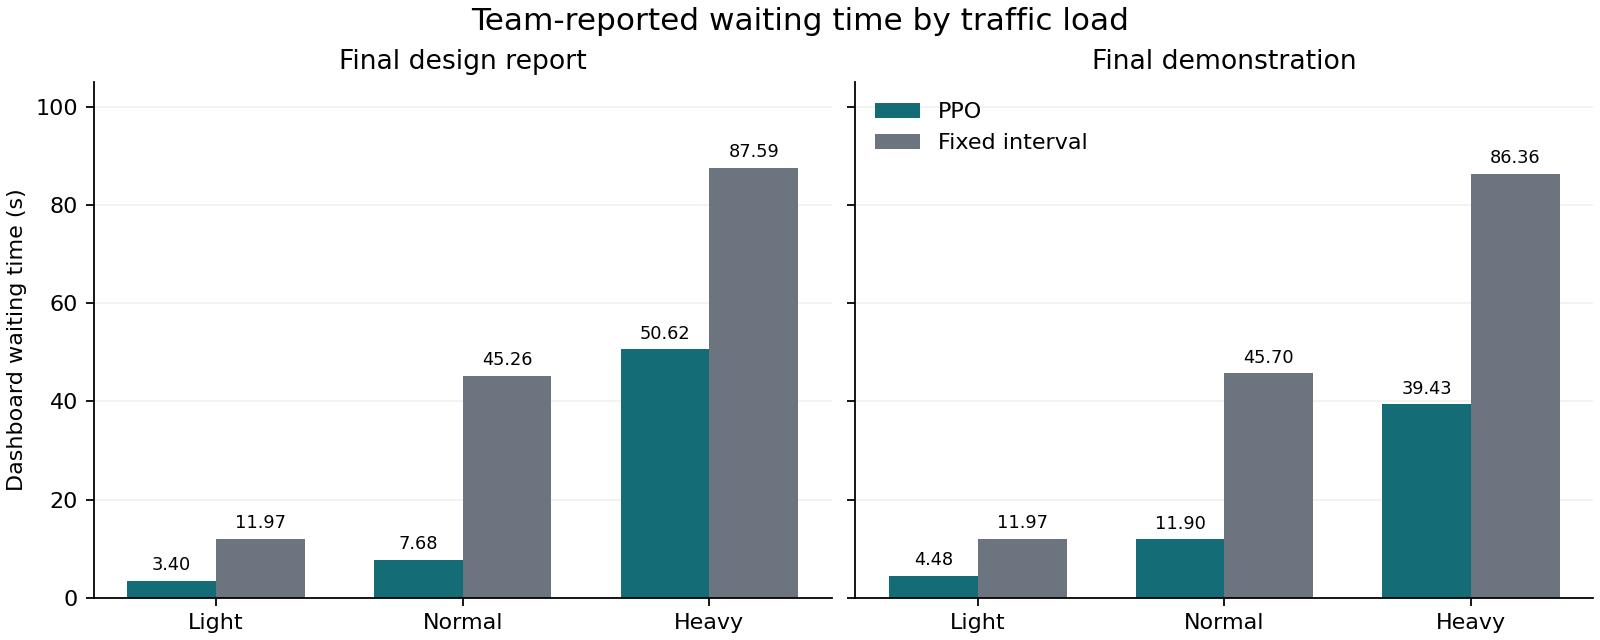 Team-reported waiting time by traffic load
Final design report
Final demonstration
Dashboard waiting time (s)
100
80
60
40
20
0
3.40
11.97
7.68
45.26
50.62
87.59
Light
Normal
Heavy
PPO
Fixed interval
4.48
11.97
11.90
45.70
39.43
86.36
Light
Normal
Heavy